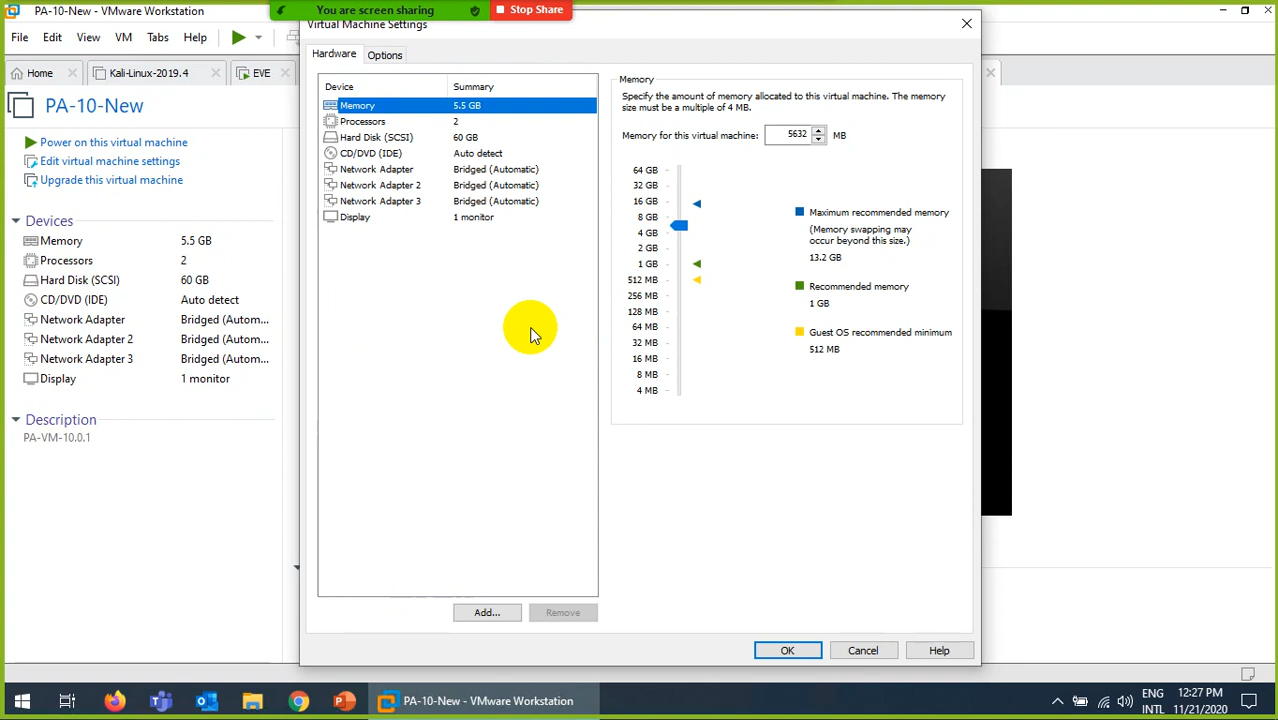 PA-10-New - VMware Workstation
You are screen sharing
Stop Share
File Edit View VM Tabs Help
Home
Kali-Linux-2019.4
EVE
PA-10-New
Power on this virtual machine
Edit virtual machine settings
Upgrade this virtual machine
Devices
Memory 5.5 GB
Processors 2
Hard Disk (SCSI) 60 GB
CD/DVD (IDE) Auto detect
Network Adapter Bridged (Autom...
Network Adapter 2 Bridged (Autom...
Network Adapter 3 Bridged (Autom...
Display 1 monitor
Description
PA-VM-10.0.1
Virtual Machine Settings
Hardware Options
Device Summary
Memory 5.5 GB
Processors 2
Hard Disk (SCSI) 60 GB
CD/DVD (IDE) Auto detect
Network Adapter Bridged (Automatic)
Network Adapter 2 Bridged (Automatic)
Network Adapter 3 Bridged (Automatic)
Display 1 monitor
Add... Remove
Memory
Specify the amount of memory allocated to this virtual machine. The memory
size must be a multiple of 4 MB.
Memory for this virtual machine: 5632 MB
64 GB
32 GB
16 GB
8 GB
4 GB
2 GB
1 GB
512 MB
256 MB
128 MB
64 MB
32 MB
16 MB
8 MB
4 MB
Maximum recommended memory
(Memory swapping may
occur beyond this size.)
13.2 GB
Recommended memory
1 GB
Guest OS recommended minimum
512 MB
OK Cancel Help
PA-10-New - VMware Workstation
ENG
INTL
12:27 PM
11/21/2020